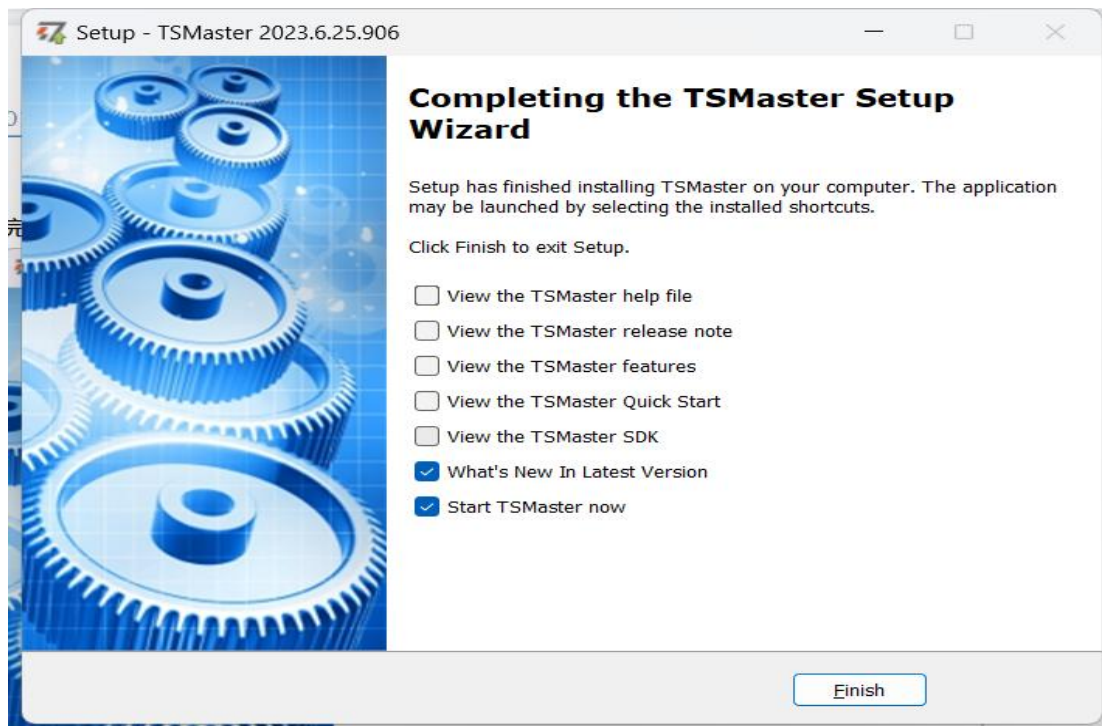 Setup - TSMaster 2023.6.25.906
Completing the TSMaster Setup
Wizard
Setup has finished installing TSMaster on your computer. The application
may be launched by selecting the installed shortcuts.
Click Finish to exit Setup.
View the TSMaster help file
View the TSMaster release note
View the TSMaster features
View the TSMaster Quick Start
View the TSMaster SDK
What's New In Latest Version
Start TSMaster now
Finish